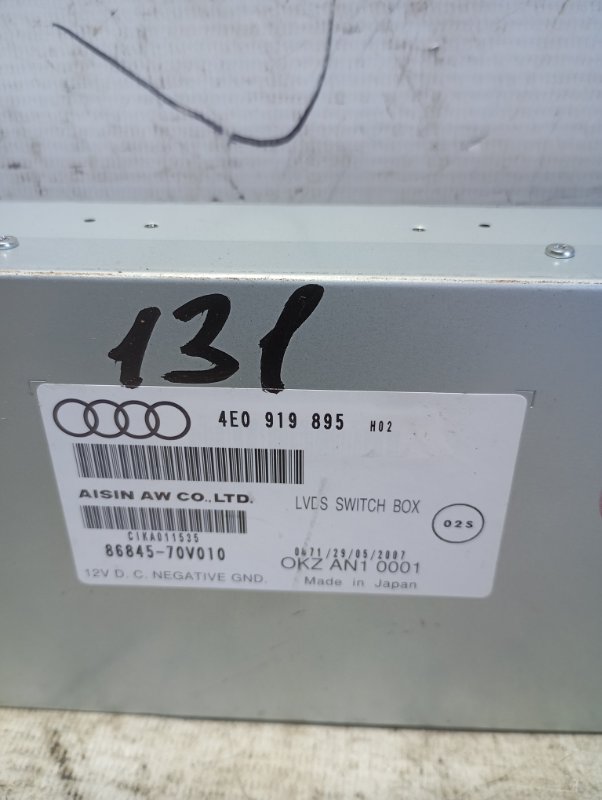 131
4E0 919 895 H02
AISIN AW CO.,LTD.
LVDS SWITCH BOX
02S
CIKA011535
86845-70V010
0671/29/05/2007
OKZ AN1 0001
12V D.C. NEGATIVE GND.
Made in Japan